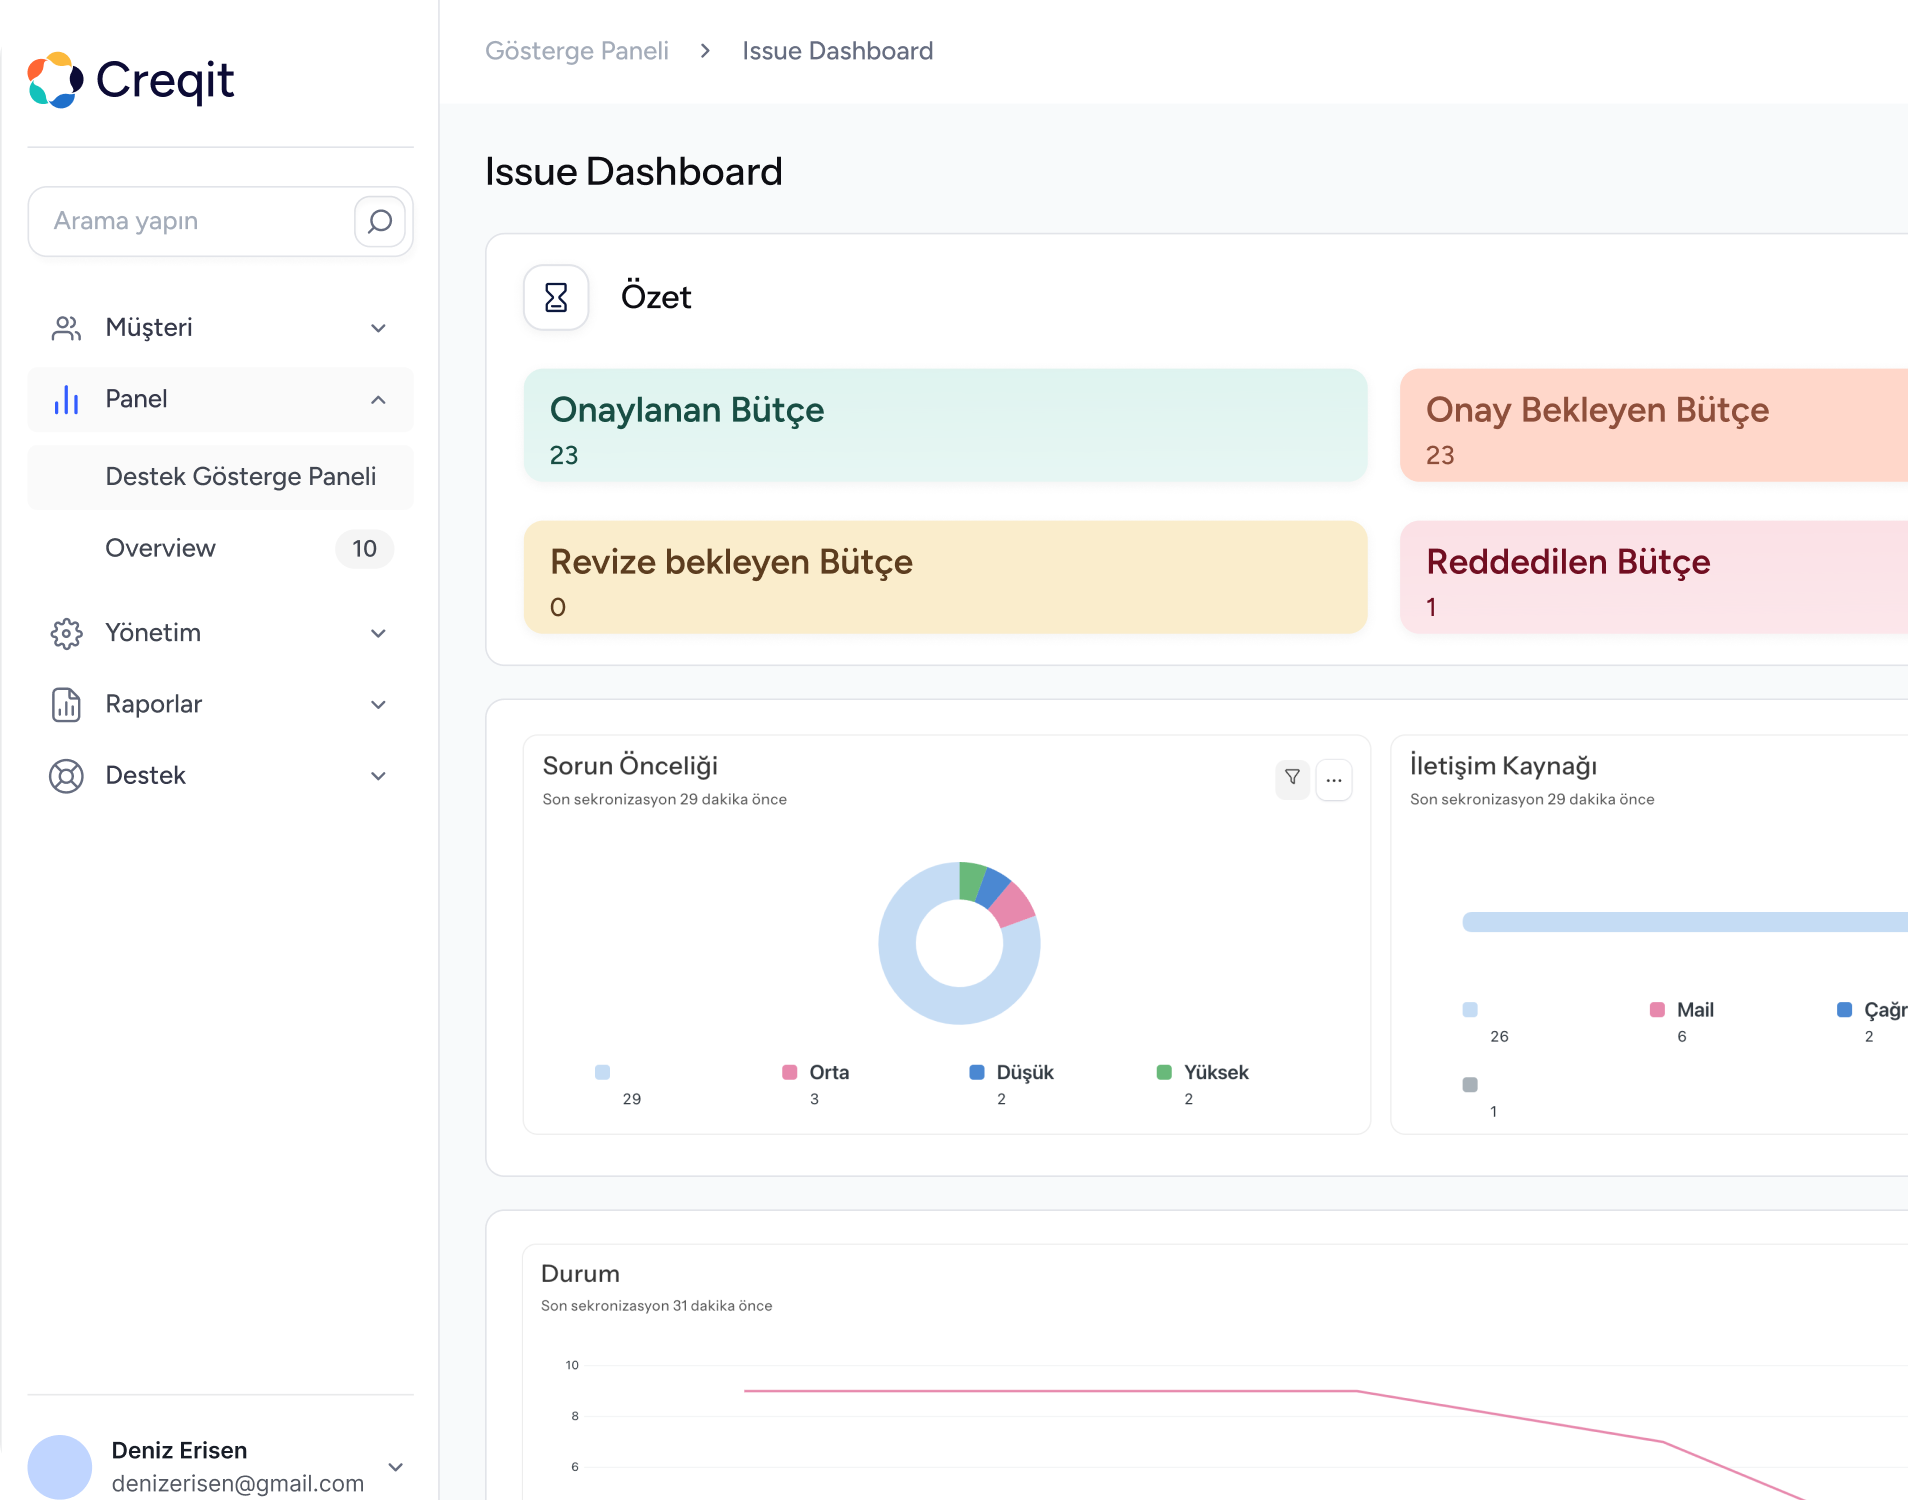 Creqit
Gösterge Paneli
Issue Dashboard
Arama yapın
Müşteri
Panel
Destek Gösterge Paneli
Overview
10
Yönetim
Raporlar
Destek
Deniz Erisen
denizerisen@gmail.com
Issue Dashboard
Özet
Onaylanan Bütçe
23
Onay Bekleyen Bütçe
23
Revize bekleyen Bütçe
0
Reddedilen Bütçe
1
Sorun Önceliği
Son sekronizasyon 29 dakika önce
29
Orta
3
Düşük
2
Yüksek
2
İletişim Kaynağı
Son sekronizasyon 29 dakika önce
26
Mail
6
Çağr
2
1
Durum
Son sekronizasyon 31 dakika önce
10
8
6